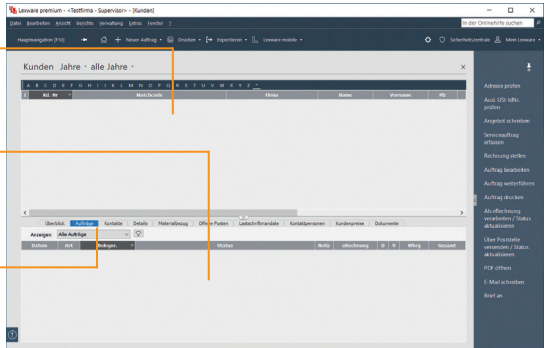 Lexware premium - <Testfirma - Supervisor> - [Kunden]
Datei Bearbeiten Ansicht Berichte Verwaltung Extras Fenster ?
In der Onlinehilfe suchen
Hauptnavigation [F10] Neuer Auftrag Drucken Exportieren Lexware mobile Sicherheitszentrale Mein Lexware
Kunden Jahre - alle Jahre -
A B C D E F G H I J K L M N O P Q R S T U V W X Y Z
Kd.-Nr Matchcode Firma Name Vorname Plz
Überblick Aufträge Kontakte Details Materialbezug Offene Posten Lastschriftmandate Kontaktpersonen Kundenpreise Dokumente
Anzeigen: Alle Aufträge
Datum Art Belegnr. Status Notiz eRechnung D V Whrg Gesamt
Adresse prüfen
Ausl. USt-IdNr.
prüfen
Angebot schreiben
Serviceauftrag
erfassen
Rechnung stellen
Auftrag bearbeiten
Auftrag weiterführen
Auftrag drucken
Als eRechnung
verarbeiten / Status
aktualisieren
Über Poststelle
versenden / Status
aktualisieren
PDF öffnen
E-Mail schreiben
Brief an